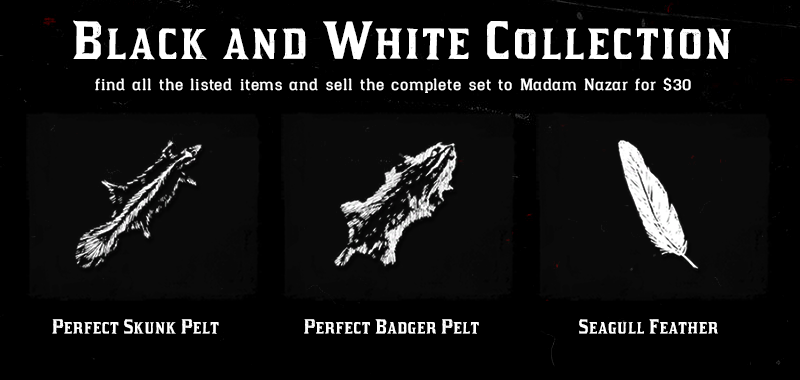 Black and White Collection
find all the listed items and sell the complete set to Madam Nazar for $30
Perfect Skunk Pelt
Perfect Badger Pelt
Seagull Feather